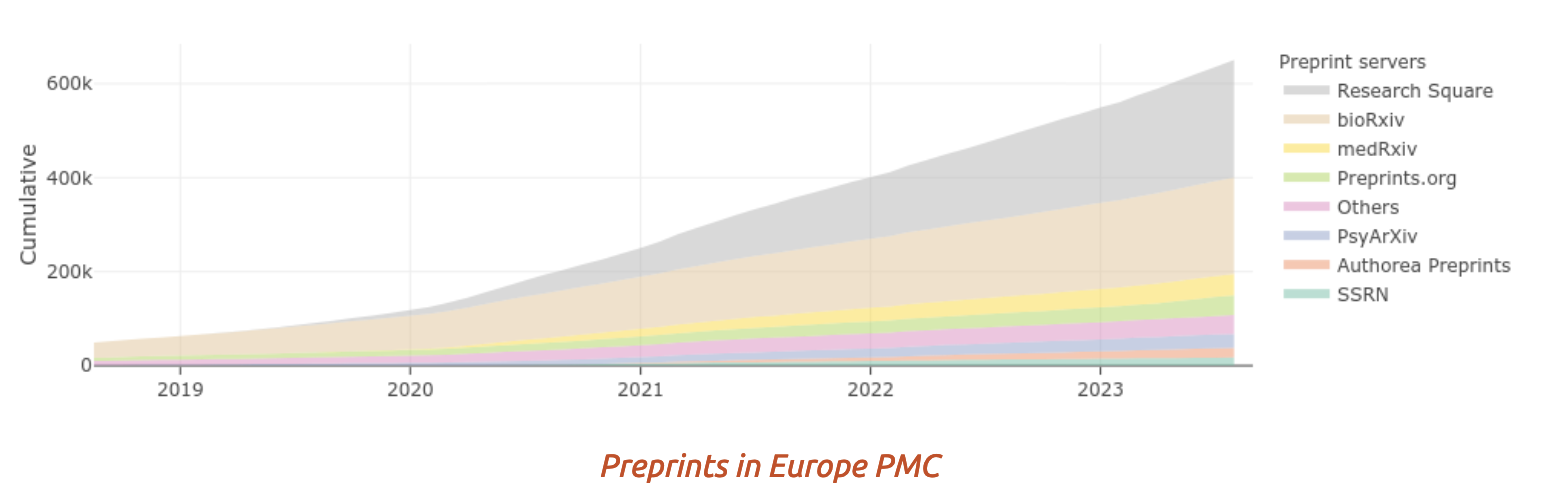 600k
400k
200k
0
Cumulative
2019 2020 2021 2022 2023
Preprint servers
Research Square
bioRxiv
medRxiv
Preprints.org
Others
PsyArXiv
Authorea Preprints
SSRN
Preprints in Europe PMC